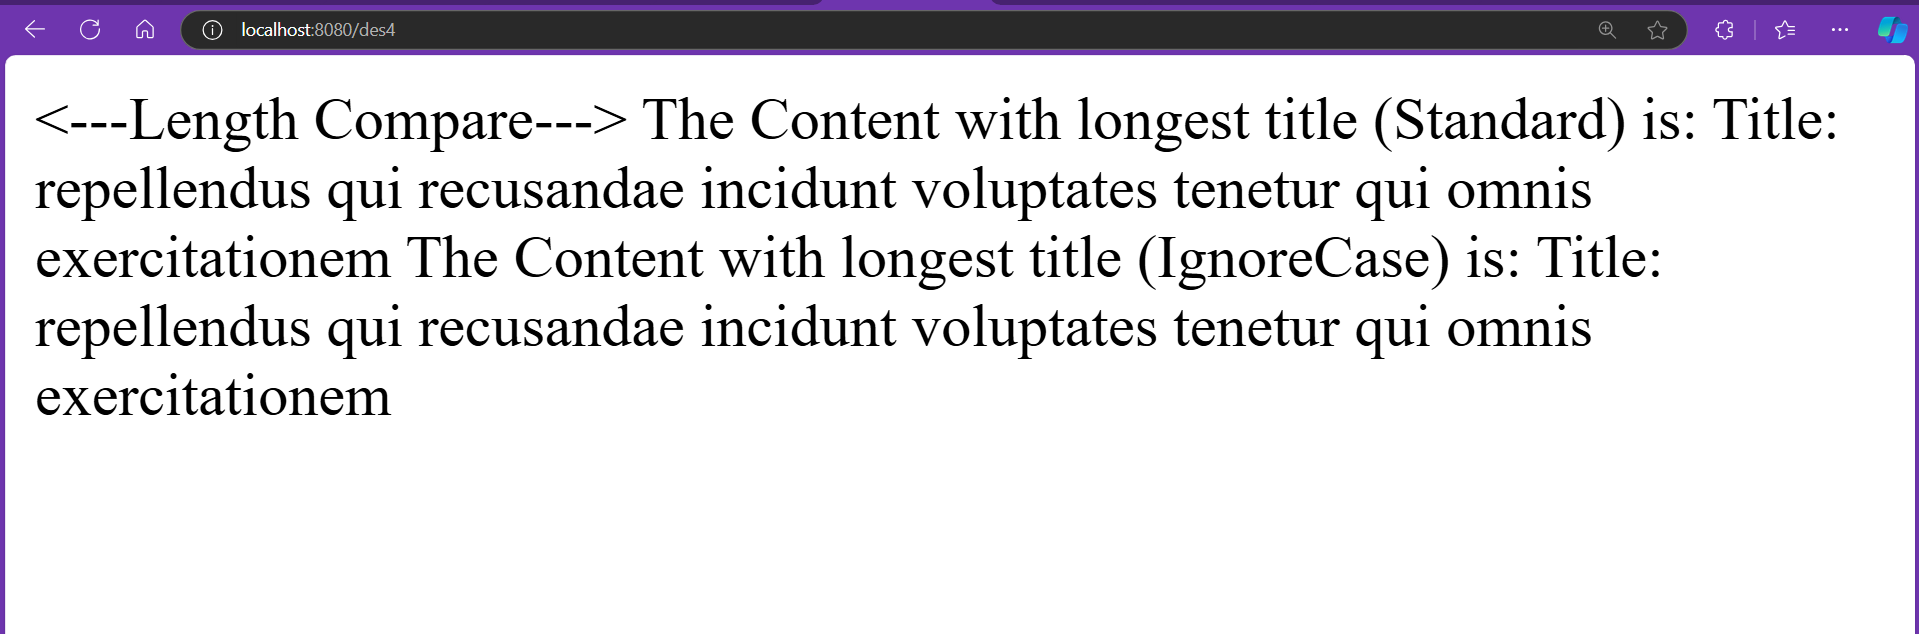 localhost:8080/des4
<---Length Compare---> The Content with longest title (Standard) is: Title:
repellendus qui recusandae incidunt voluptates tenetur qui omnis
exercitationem The Content with longest title (IgnoreCase) is: Title:
repellendus qui recusandae incidunt voluptates tenetur qui omnis
exercitationem